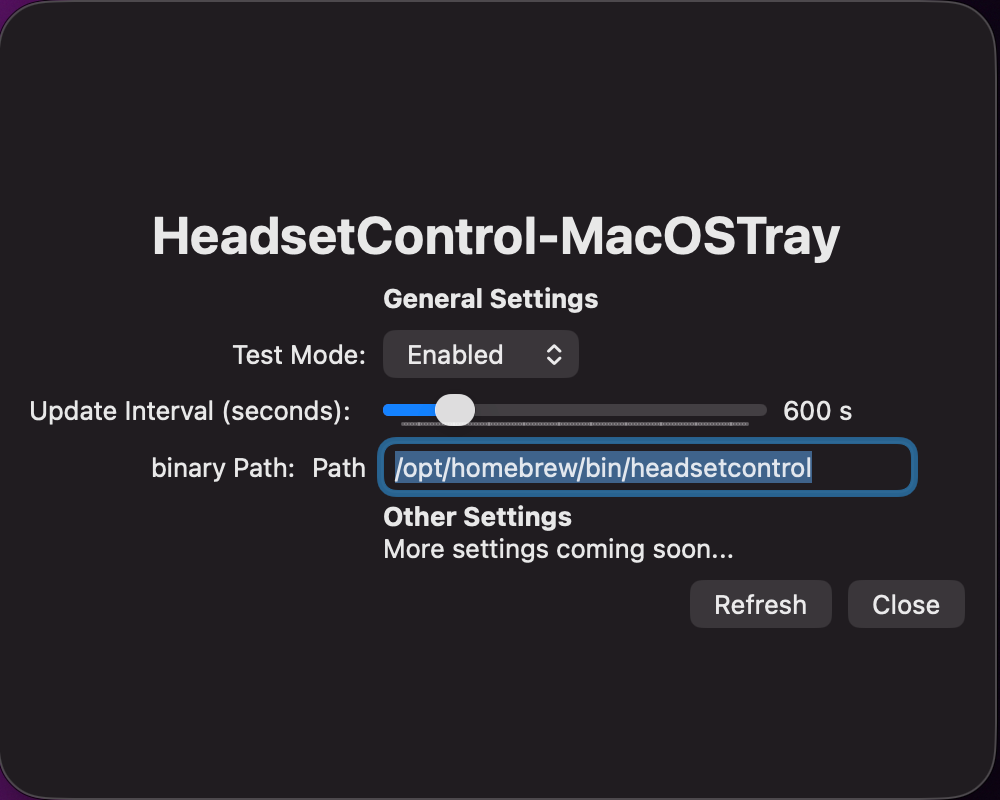 HeadsetControl-MacOSTray
General Settings
Test Mode: Enabled
Update Interval (seconds): 600 s
binary Path: Path /opt/homebrew/bin/headsetcontrol
Other Settings
More settings coming soon...
Refresh Close